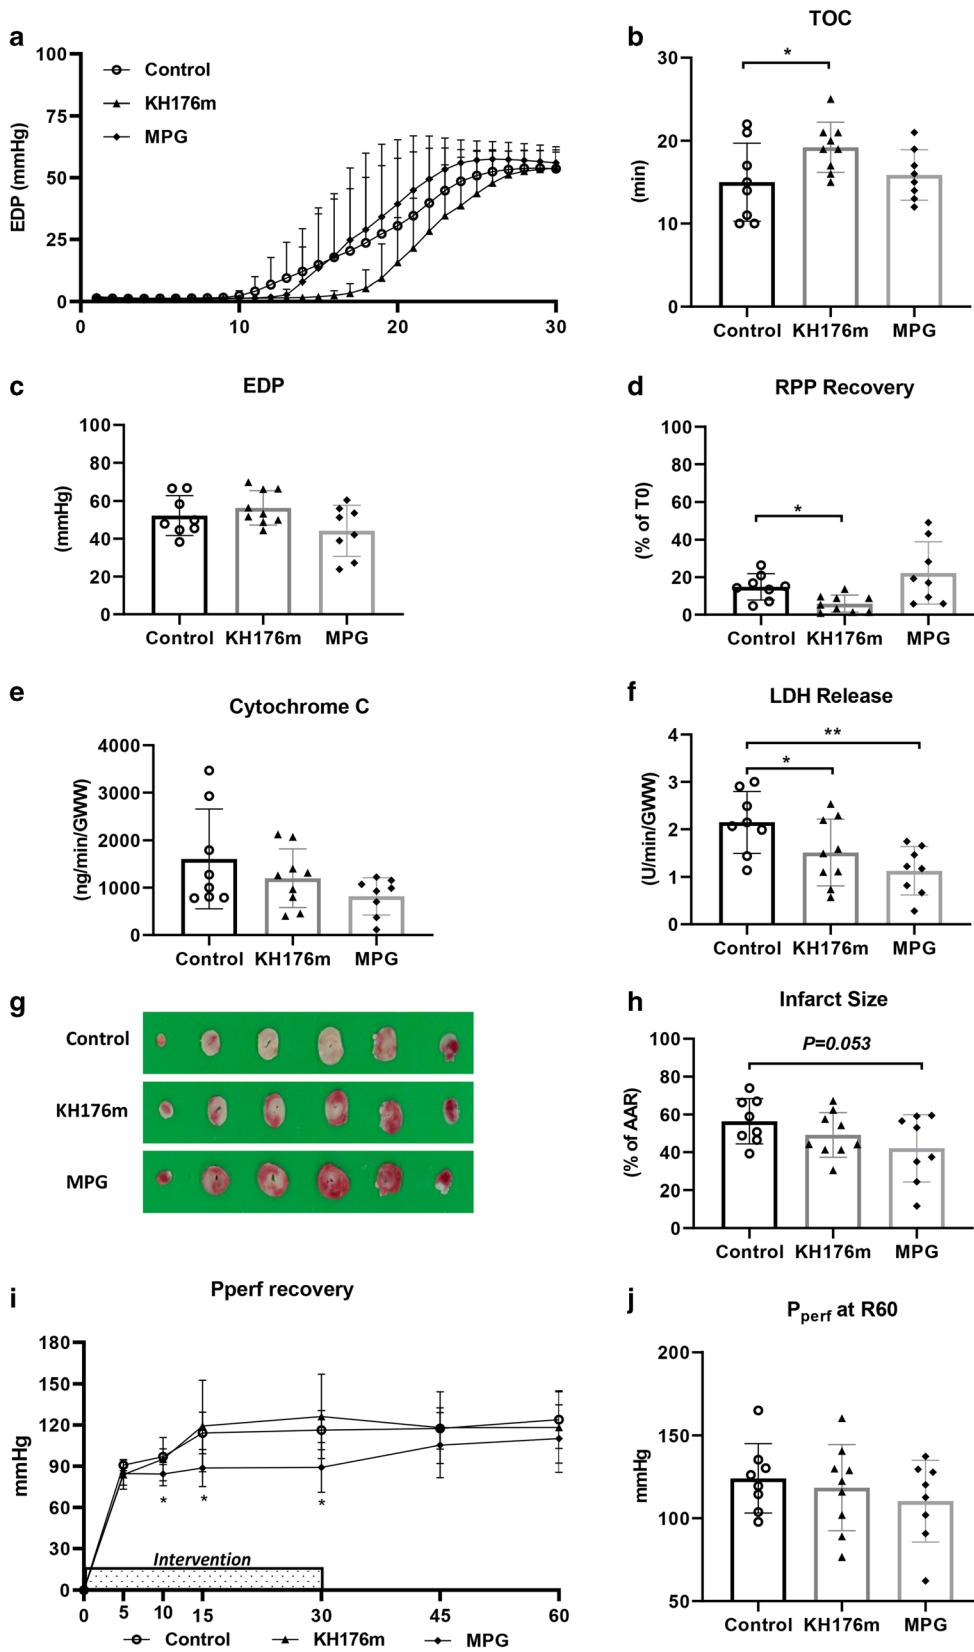 a
EDP (mmHg)
100
75
50
25
0
0 10 20 30
Control
KH176m
MPG
b
TOC
(min)
30
20
10
0
*
Control KH176m MPG
c
EDP
(mmHg)
100
80
60
40
20
0
Control KH176m MPG
d
RPP Recovery
(% of T0)
100
80
60
40
20
0
*
Control KH176m MPG
e
Cytochrome C
(ng/min/GWW)
4000
3000
2000
1000
0
Control KH176m MPG
f
LDH Release
(U/min/GWW)
4
3
2
1
0
**
*
Control KH176m MPG
g
Control
KH176m
MPG
h
Infarct Size
(% of AAR)
100
80
60
40
20
0
P=0.053
Control KH176m MPG
i
Pperf recovery
mmHg
180
150
120
90
60
30
0
* * *
Intervention
0 5 10 15 30 45 60
Control KH176m MPG
j
Pperf at R60
mmHg
200
150
100
50
Control KH176m MPG